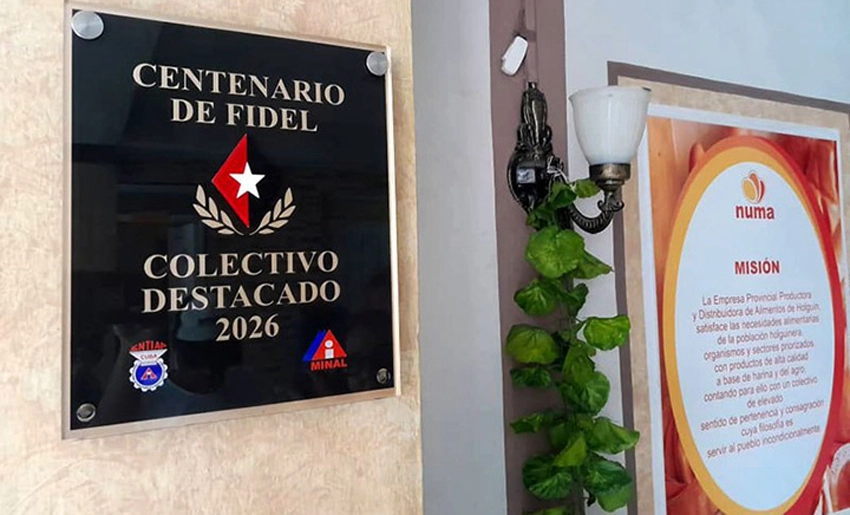 CENTENARIO
DE FIDEL
COLECTIVO
DESTACADO
2026
CUBA
MINAL
numa
MISIÓN
La Empresa Provincial Productora
y Distribuidora de Alimentos de Holguín,
satisface las necesidades alimentarias
de la población holguinera,
organismos y sectores priorizados
con productos de alta calidad
a base de harina y del agro,
contando para ello con un colectivo
de elevado
sentido de pertenencia y consagración
cuya filosofía es
servir al pueblo incondicionalmente.